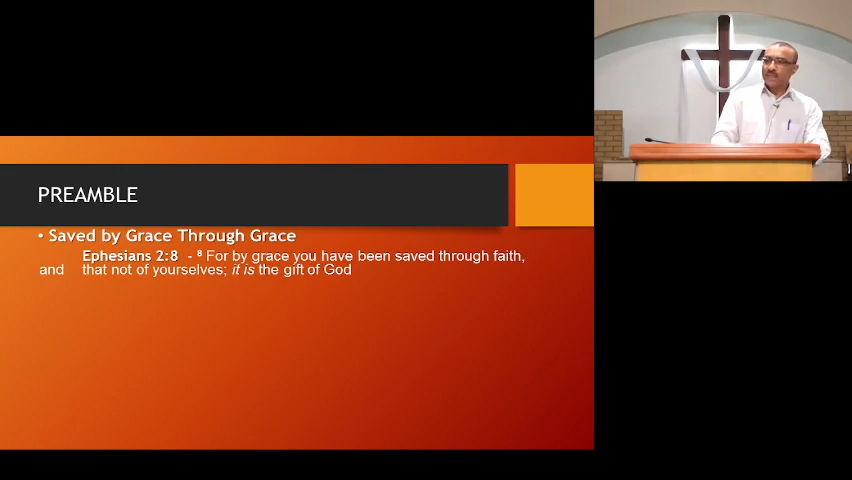 PREAMBLE
• Saved by Grace Through Grace
Ephesians 2:8 - 8 For by grace you have been saved through faith,
and that not of yourselves; it is the gift of God